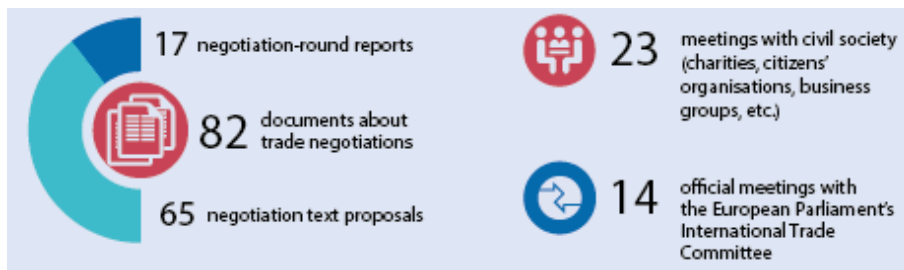 17 negotiation-round reports
82 documents about
trade negotiations
65 negotiation text proposals
23 meetings with civil society
(charities, citizens'
organisations, business
groups, etc.)
14 official meetings with
the European Parliament's
International Trade
Committee